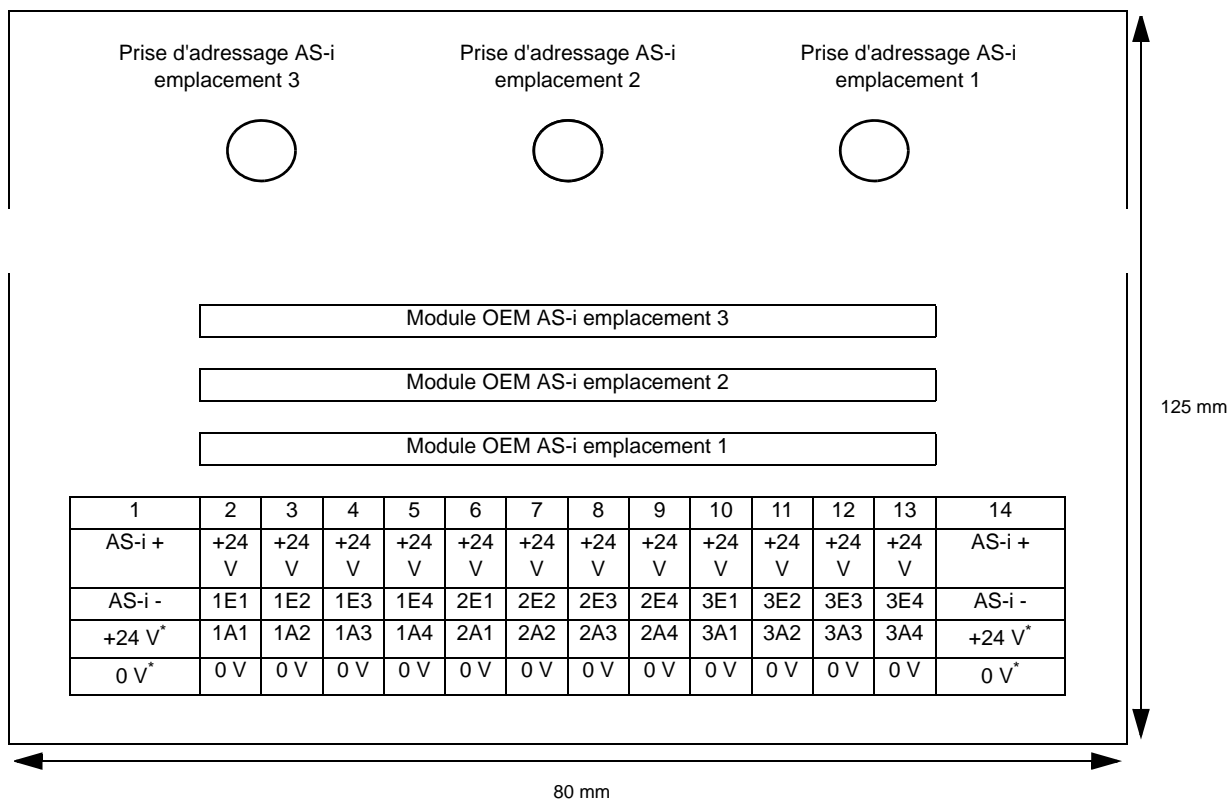 Prise d'adressage AS-i emplacement 3
Prise d'adressage AS-i emplacement 2
Prise d'adressage AS-i emplacement 1
Module OEM AS-i emplacement 3
Module OEM AS-i emplacement 2
125 mm
Module OEM AS-i emplacement 1
1 2 3 4 5 6 7 8 9 10 11 12 13 14
AS-i + +24 V +24 V +24 V +24 V +24 V +24 V +24 V +24 V +24 V +24 V +24 V +24 V AS-i +
AS-i - 1E1 1E2 1E3 1E4 2E1 2E2 2E3 2E4 3E1 3E2 3E3 3E4 AS-i -
+24 V* 1A1 1A2 1A3 1A4 2A1 2A2 2A3 2A4 3A1 3A2 3A3 3A4 +24 V*
0 V* 0 V 0 V 0 V 0 V 0 V 0 V 0 V 0 V 0 V 0 V 0 V 0 V 0 V*
80 mm